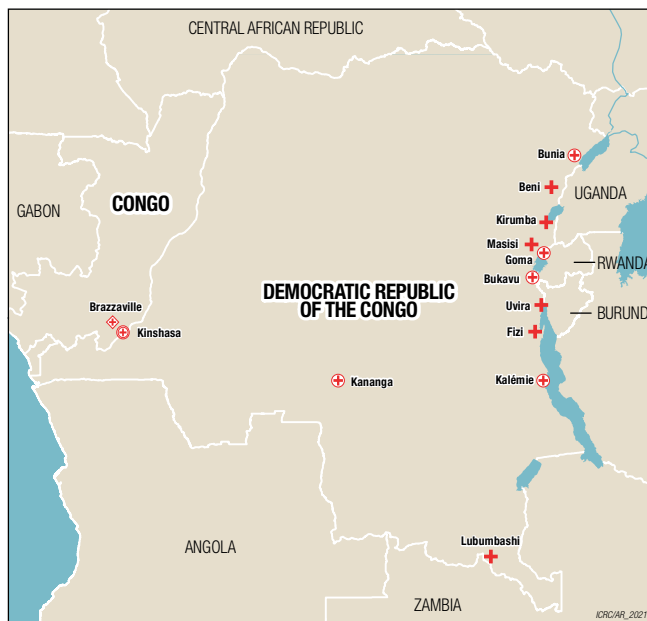 CENTRAL AFRICAN REPUBLIC
Bunia
Beni
UGANDA
GABON
CONGO
Kirumba
Masisi
Goma
RWANDA
Bukavu
DEMOCRATIC REPUBLIC
OF THE CONGO
Brazzaville
Uvira
BURUND
Kinshasa
Fizi
Kananga
Kalémie
Lubumbashi
ANGOLA
ZAMBIA
ICRC/AR_2021